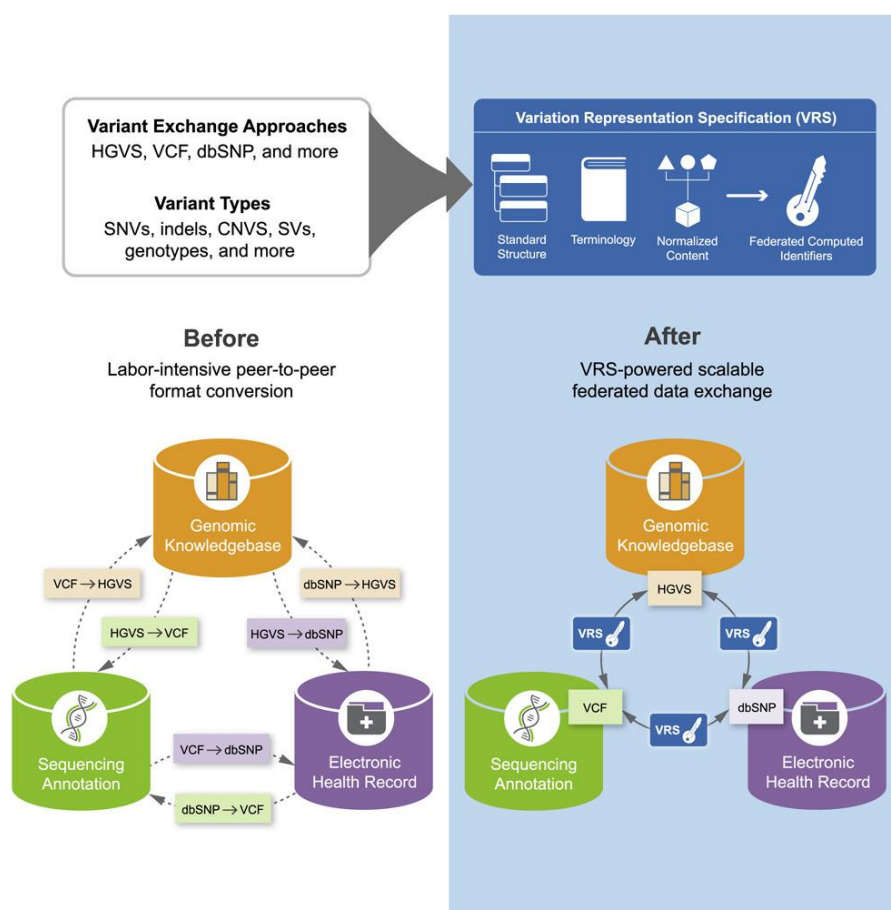 Variant Exchange Approaches
HGVS, VCF, dbSNP, and more
Variant Types
SNVs, indels, CNVS, SVs,
genotypes, and more
Variation Representation Specification (VRS)
Standard
Structure
Terminology
Normalized
Content
Federated Computed
Identifiers
Before
Labor-intensive peer-to-peer
format conversion
Genomic
Knowledgebase
VCF → HGVS
dbSNP → HGVS
HGVS → VCF
HGVS → dbSNP
Sequencing
Annotation
VCF → dbSNP
dbSNP → VCF
Electronic
Health Record
After
VRS-powered scalable
federated data exchange
Genomic
Knowledgebase
HGVS
VRS
VRS
VCF
dbSNP
VRS
Sequencing
Annotation
Electronic
Health Record